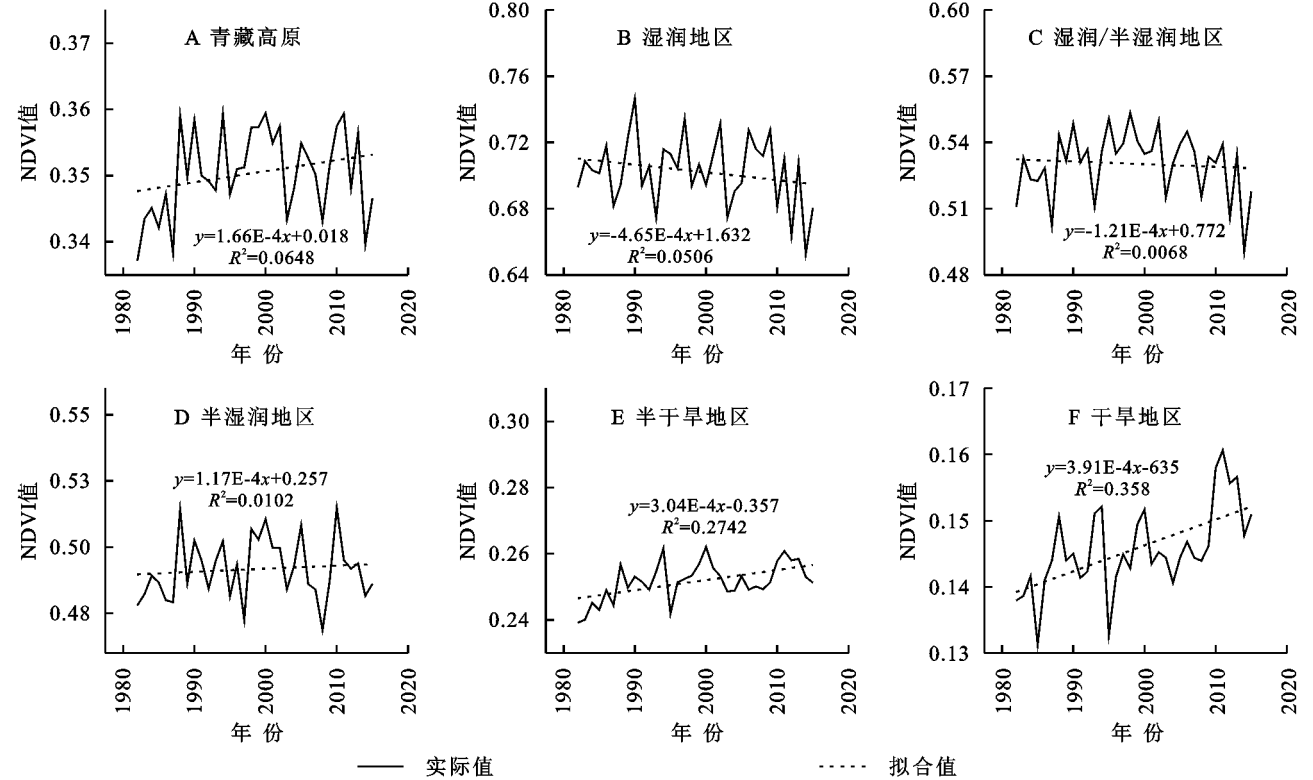 A 青藏高原
NDVI值
0.37
0.36
0.35
0.34
y=1.66E-4x+0.018
R²=0.0648
1980
1990
2000
2010
2020
年 份
B 湿润地区
0.80
0.76
0.72
0.68
0.64
NDVI值
y=-4.65E-4x+1.632
R²=0.0506
1980
1990
2000
2010
2020
年 份
C 湿润/半湿润地区
0.60
0.57
0.54
0.51
0.48
NDVI值
y=-1.21E-4x+0.772
R²=0.0068
1980
1990
2000
2010
2020
年 份
D 半湿润地区
0.55
0.53
0.50
0.48
NDVI值
y=1.17E-4x+0.257
R²=0.0102
1980
1990
2000
2010
2020
年 份
E 半干旱地区
0.30
0.28
0.26
0.24
NDVI值
y=3.04E-4x-0.357
R²=0.2742
1980
1990
2000
2010
2020
年 份
F 干旱地区
0.17
0.16
0.15
0.14
0.13
NDVI值
y=3.91E-4x-635
R²=0.358
1980
1990
2000
2010
2020
年 份
实际值
拟合值